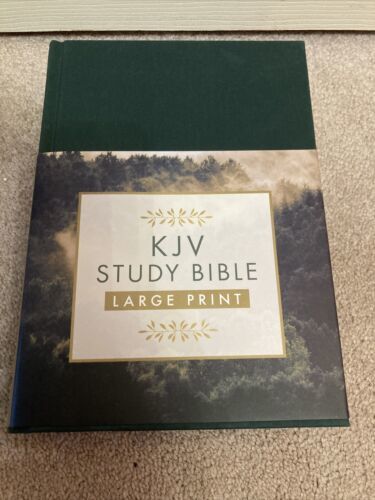 KJV
STUDY BIBLE
LARGE PRINT